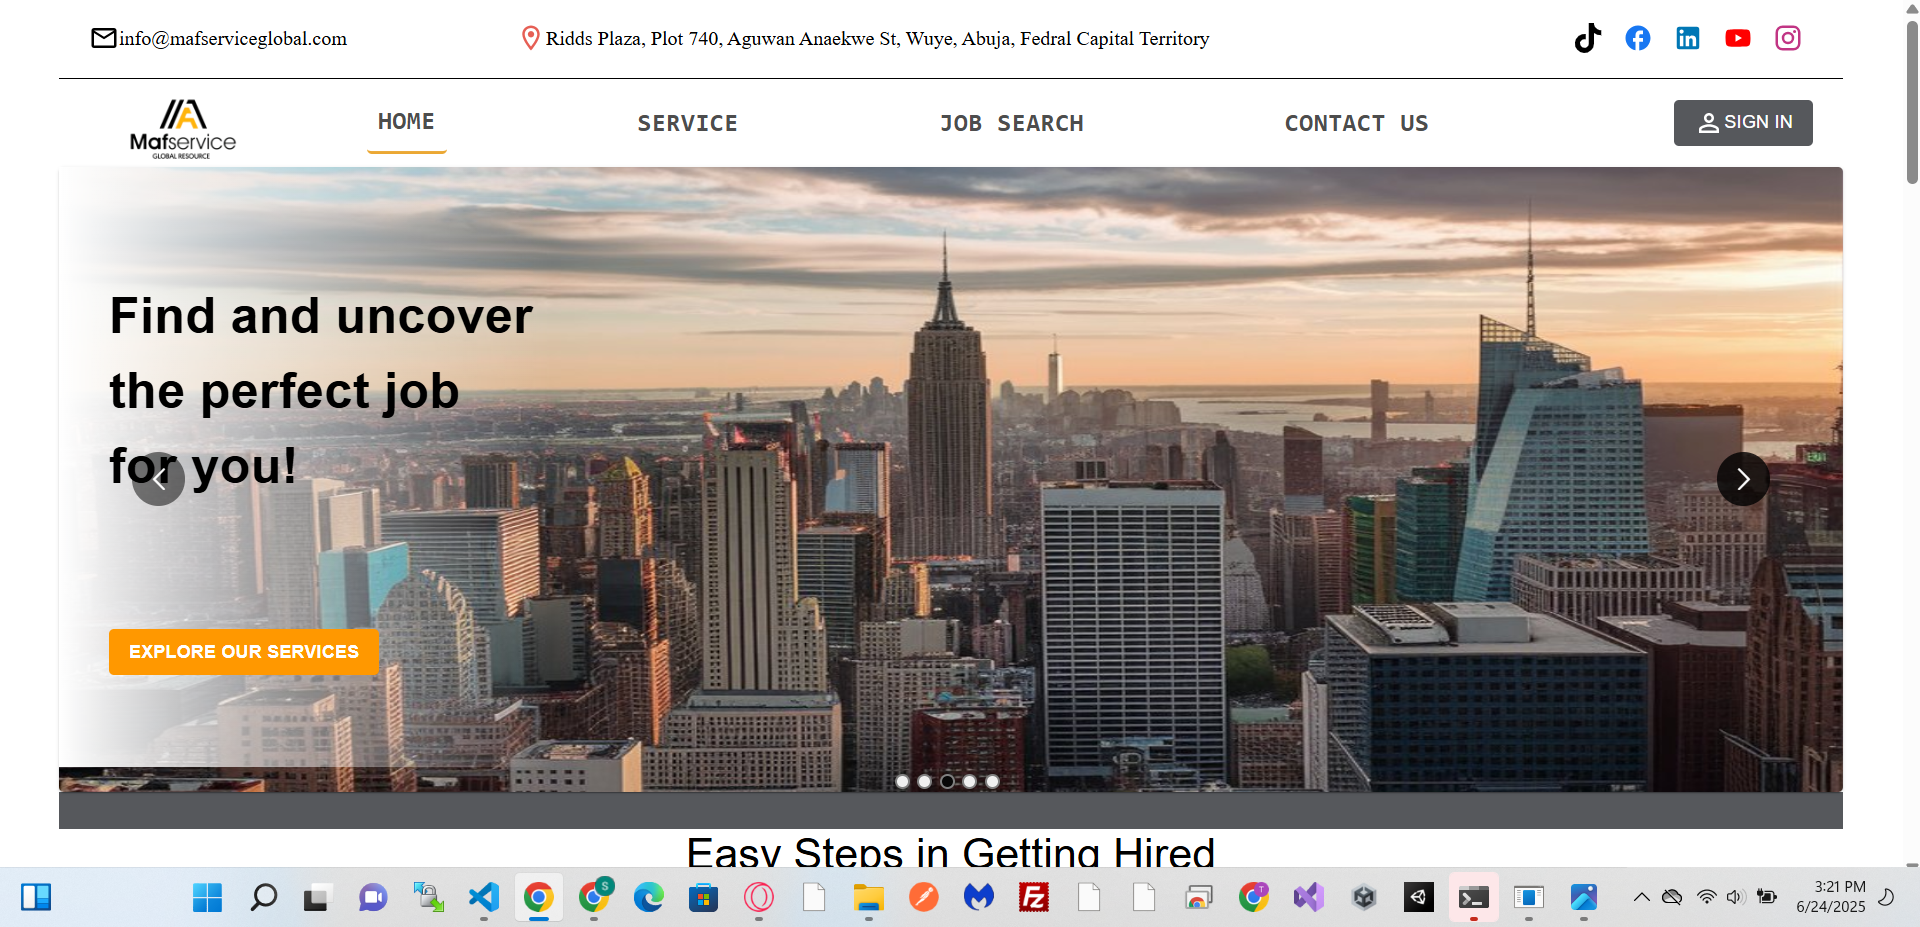 info@mafserviceglobal.com
Ridds Plaza, Plot 740, Aguwan Anaekwe St, Wuye, Abuja, Fedral Capital Territory
Mafservice
GLOBAL RESOURCE
HOME
SERVICE
JOB SEARCH
CONTACT US
SIGN IN
Find and uncover
the perfect job
for you!
EXPLORE OUR SERVICES
Easy Steps in Getting Hired
S
T
Fz
3:21 PM
6/24/2025